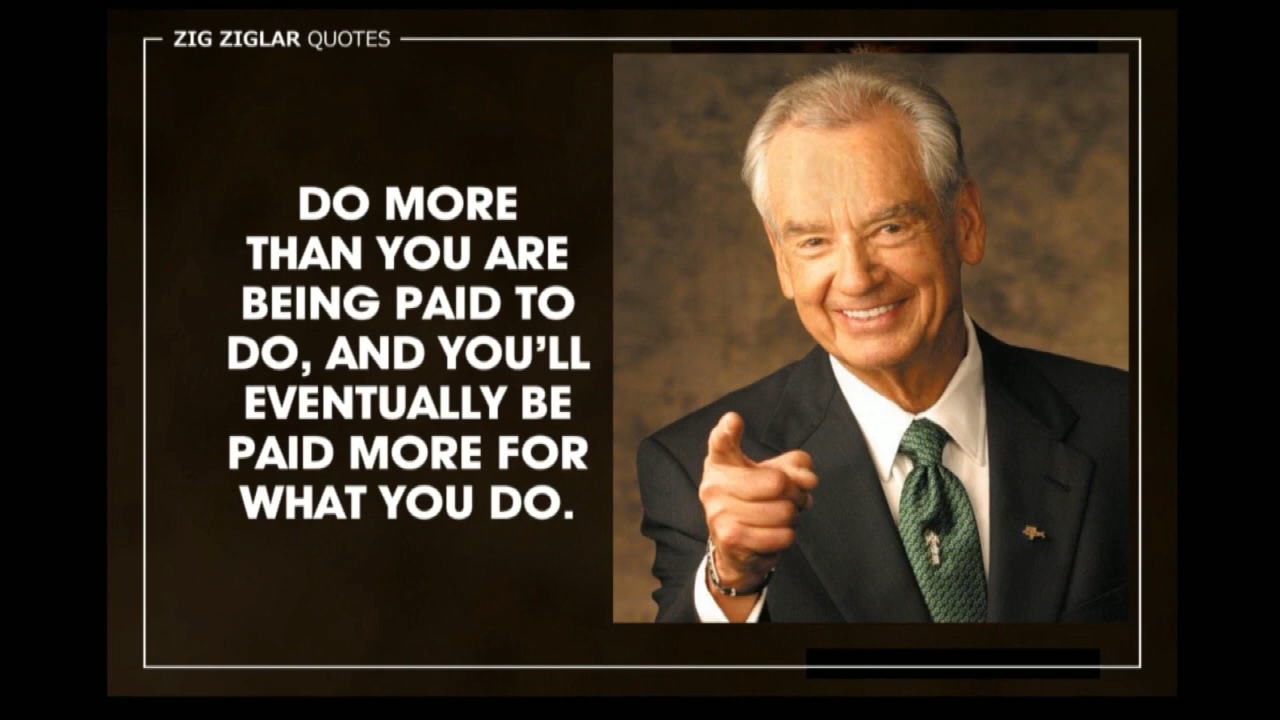 ZIG ZIGLAR QUOTES
DO MORE
THAN YOU ARE
BEING PAID TO
DO, AND YOU'LL
EVENTUALLY BE
PAID MORE FOR
WHAT YOU DO.